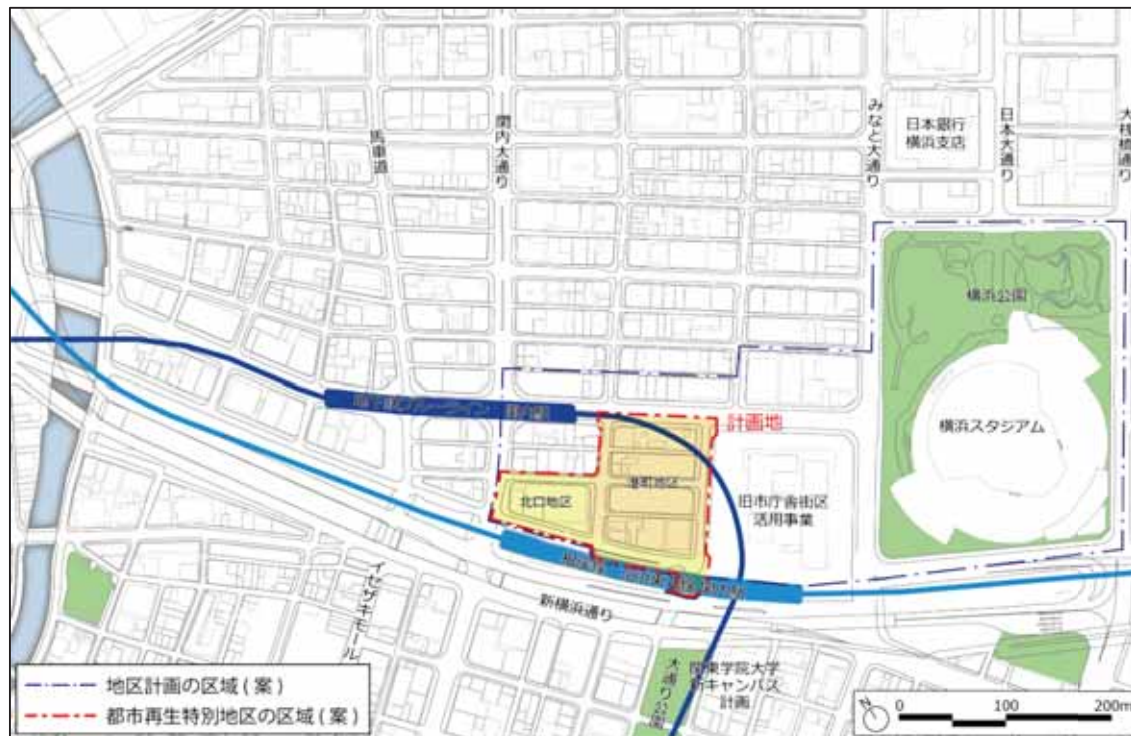 馬車道
関内大通り
みなと大通り
日本銀行
横浜支店
日本大通り
大桟橋通り
横浜公園
計画地
横浜スタジアム
港町地区
北口地区
旧市庁舎街区
活用事業
イセザキモール
新横浜通り
大通り公園
関東学院大学
新キャンパス
計画
地区計画の区域(案)
都市再生特別地区の区域(案)
N
0 100 200m